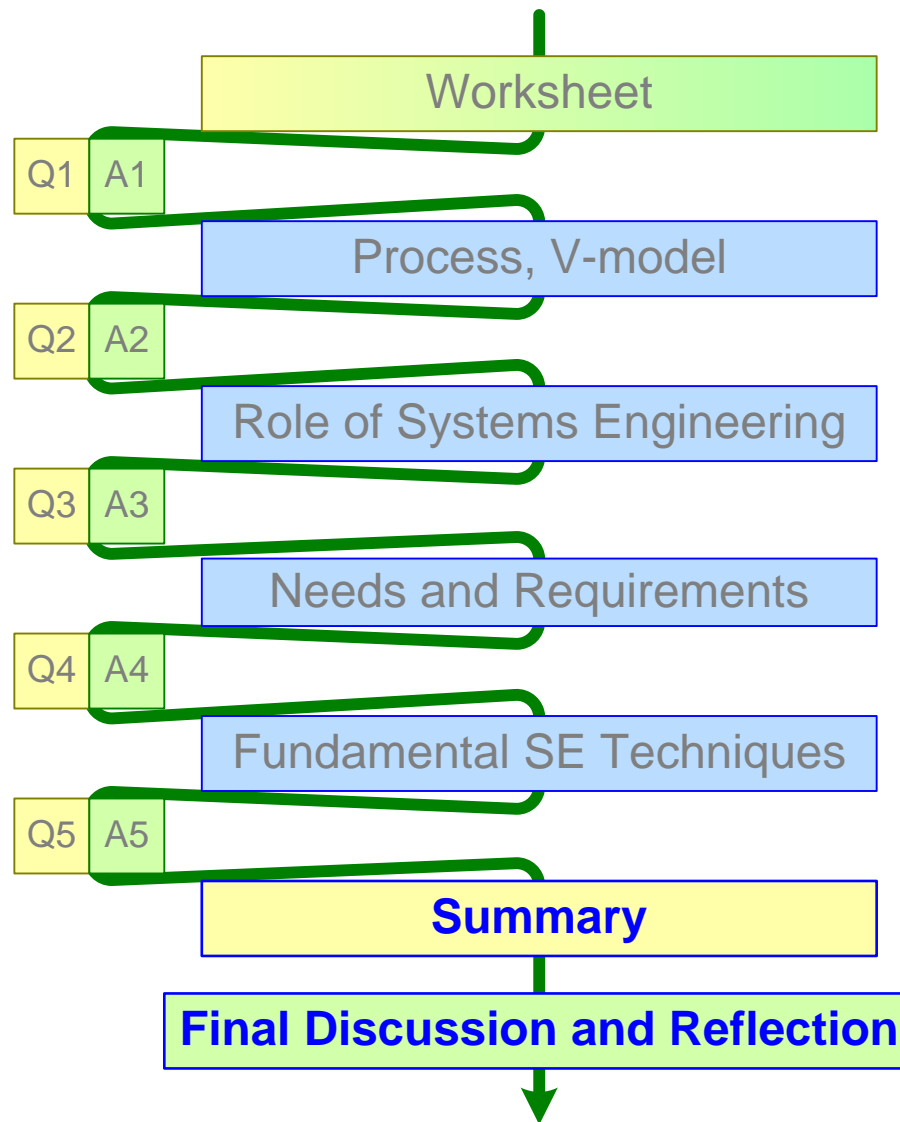 Worksheet
Q1 A1
Process, V-model
Q2 A2
Role of Systems Engineering
Q3 A3
Needs and Requirements
Q4 A4
Fundamental SE Techniques
Q5 A5
Summary
Final Discussion and Reflection